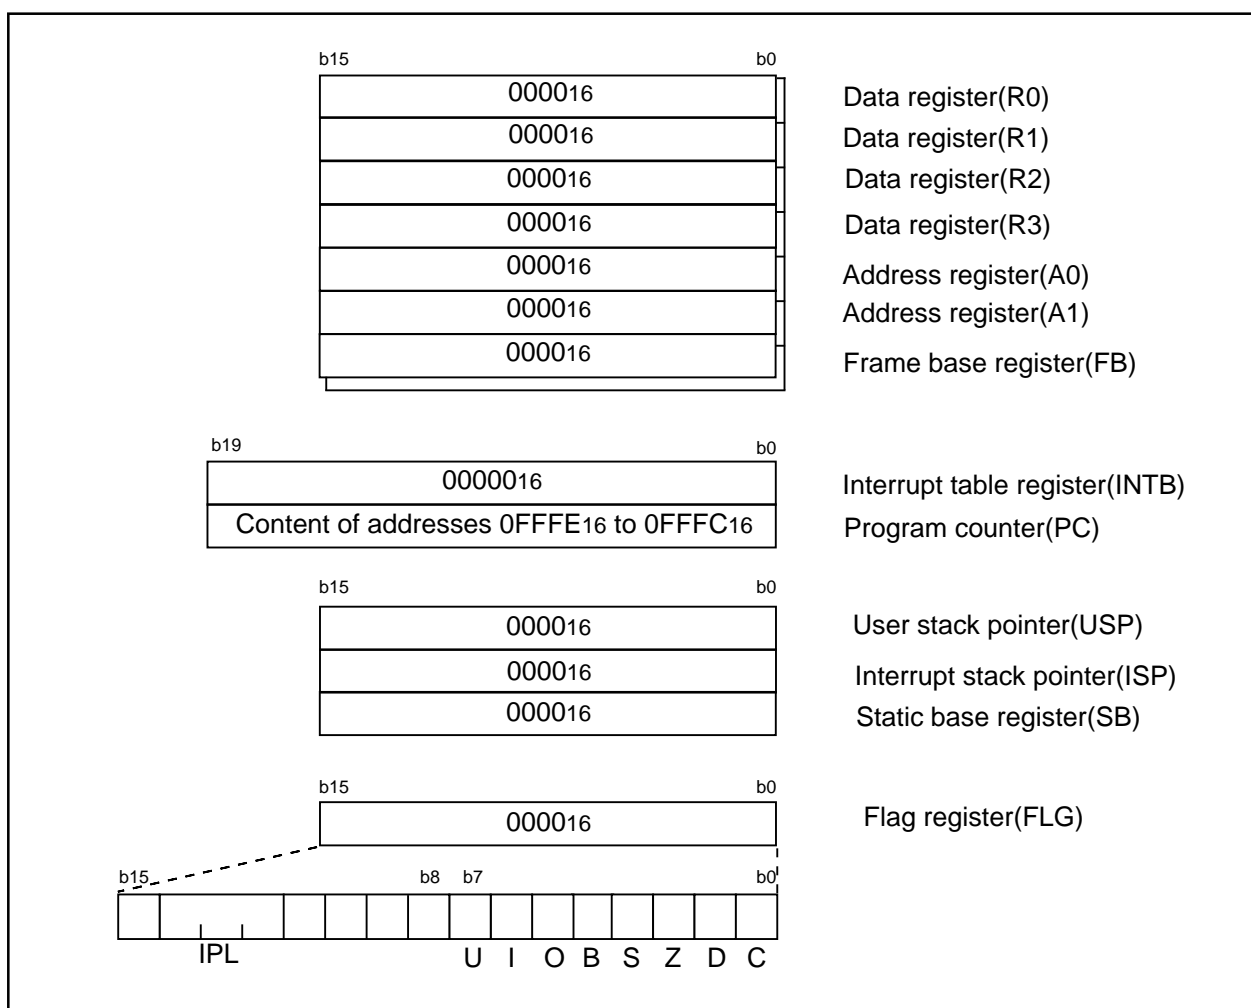 b15 b0
000016 Data register(R0)
000016 Data register(R1)
000016 Data register(R2)
000016 Data register(R3)
000016 Address register(A0)
000016 Address register(A1)
000016 Frame base register(FB)
b19 b0
0000016 Interrupt table register(INTB)
Content of addresses 0FFFE16 to 0FFFC16 Program counter(PC)
b15 b0
000016 User stack pointer(USP)
000016 Interrupt stack pointer(ISP)
000016 Static base register(SB)
b15 b0
000016 Flag register(FLG)
b15 b8 b7 b0
IPL U I O B S Z D C